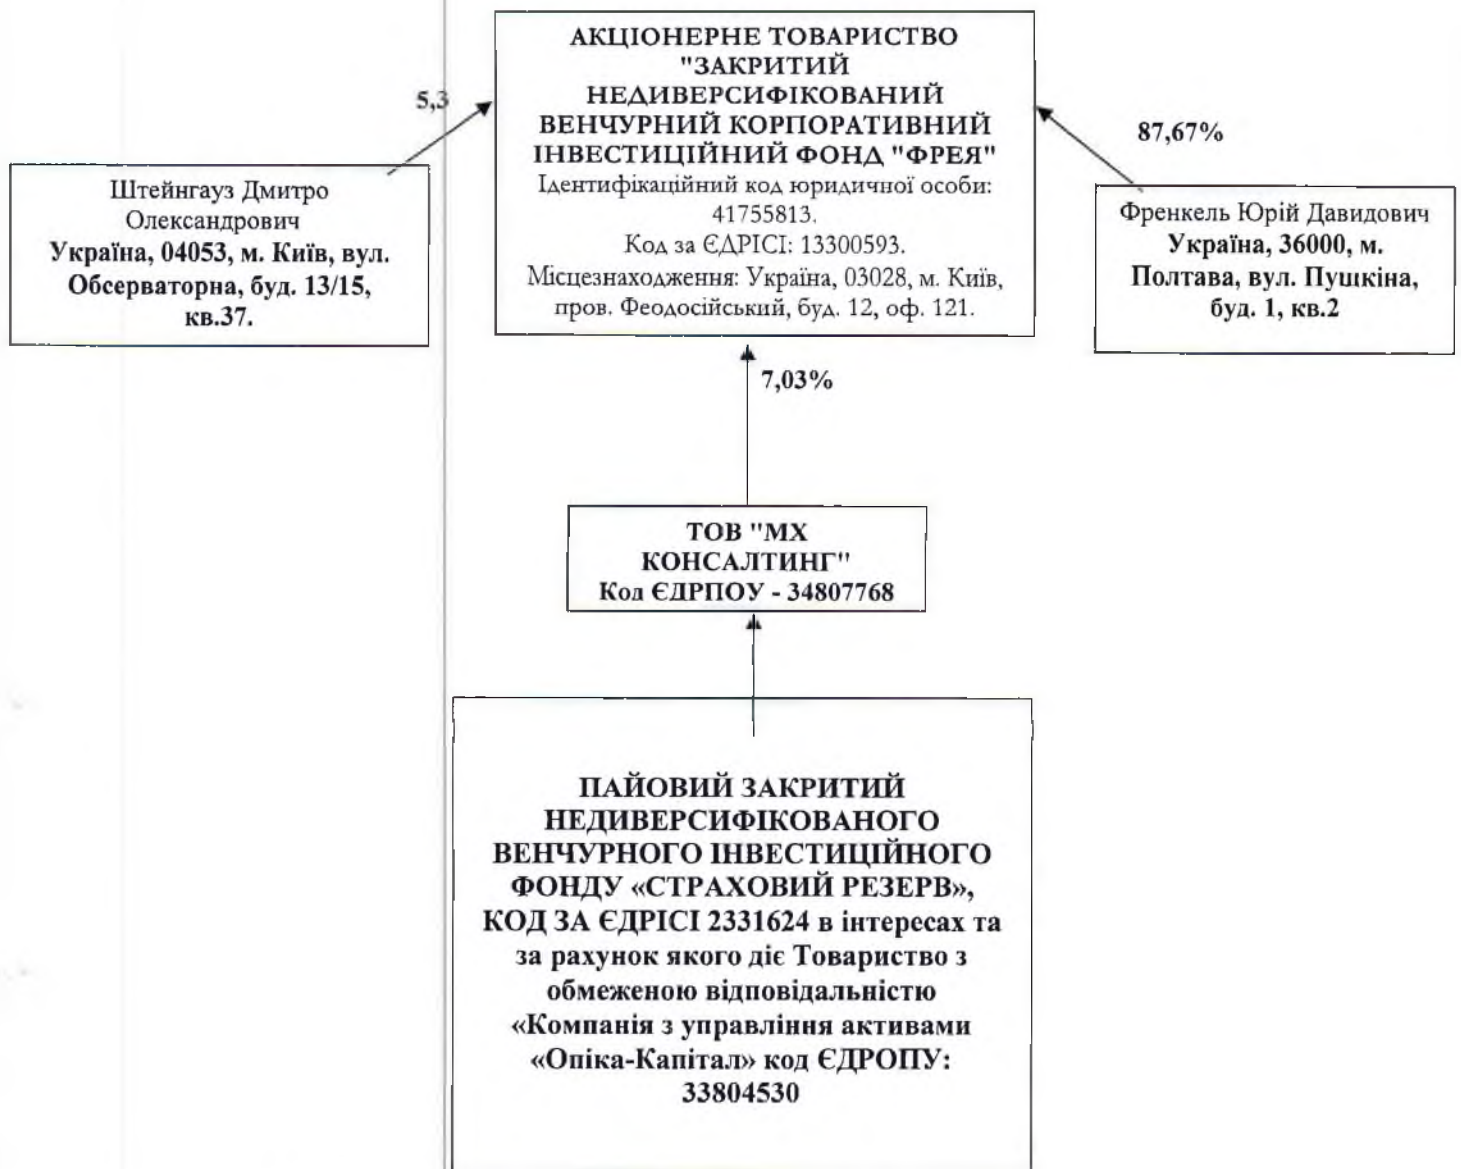 АКЦІОНЕРНЕ ТОВАРИСТВО
"ЗАКРИТИЙ
НЕДИВЕРСИФІКОВАНИЙ
ВЕНЧУРНИЙ КОРПОРАТИВНИЙ
ІНВЕСТИЦІЙНИЙ ФОНД "ФРЕЯ"
Ідентифікаційний код юридичної особи:
41755813.
Код за ЄДРІСІ: 13300593.
Місцезнаходження: Україна, 03028, м. Київ,
пров. Феодосійський, буд. 12, оф. 121.
5,3
Штейнгауз Дмитро
Олександрович
Україна, 04053, м. Київ, вул.
Обсерваторна, буд. 13/15,
кв.37.
87,67%
Френкель Юрій Давидович
Україна, 36000, м.
Полтава, вул. Пушкіна,
буд. 1, кв.2
7,03%
ТОВ "МХ
КОНСАЛТИНГ"
Код ЄДРПОУ - 34807768
ПАЙОВИЙ ЗАКРИТИЙ
НЕДИВЕРСИФІКОВАНОГО
ВЕНЧУРНОГО ІНВЕСТИЦІЙНОГО
ФОНДУ «СТРАХОВИЙ РЕЗЕРВ»,
КОД ЗА ЄДРІСІ 2331624 в інтересах та
за рахунок якого діє Товариство з
обмеженою відповідальністю
«Компанія з управління активами
«Опіка-Капітал» код ЄДРОПУ:
33804530